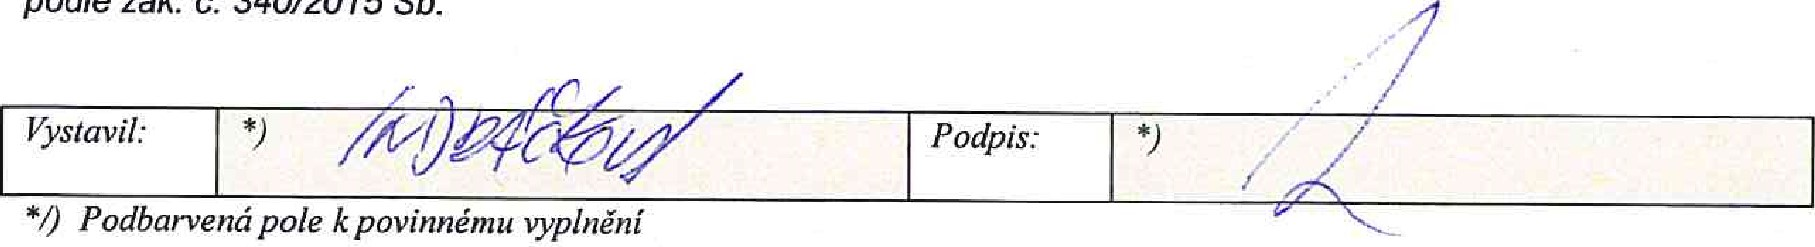 podle zák. č. 340/2015 Sb.
Vystavil: *) Podpis: *)
*/) Podbarvená pole k povinnému vyplnění